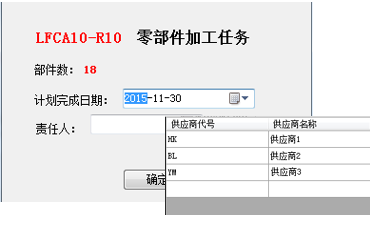 LFCA10-R10 零部件加工任务
部件数: 18
计划完成日期: 2015-11-30
责任人:
供应商代号 供应商名称
HK 供应商1
BL 供应商2
YW 供应商3
确定